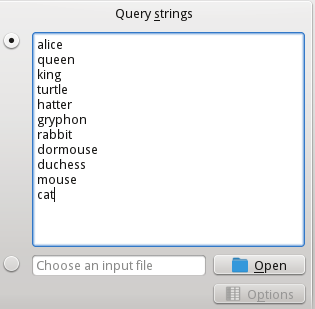 Query strings
alice
queen
king
turtle
hatter
gryphon
rabbit
dormouse
duchess
mouse
cat
Choose an input file
Open
Options